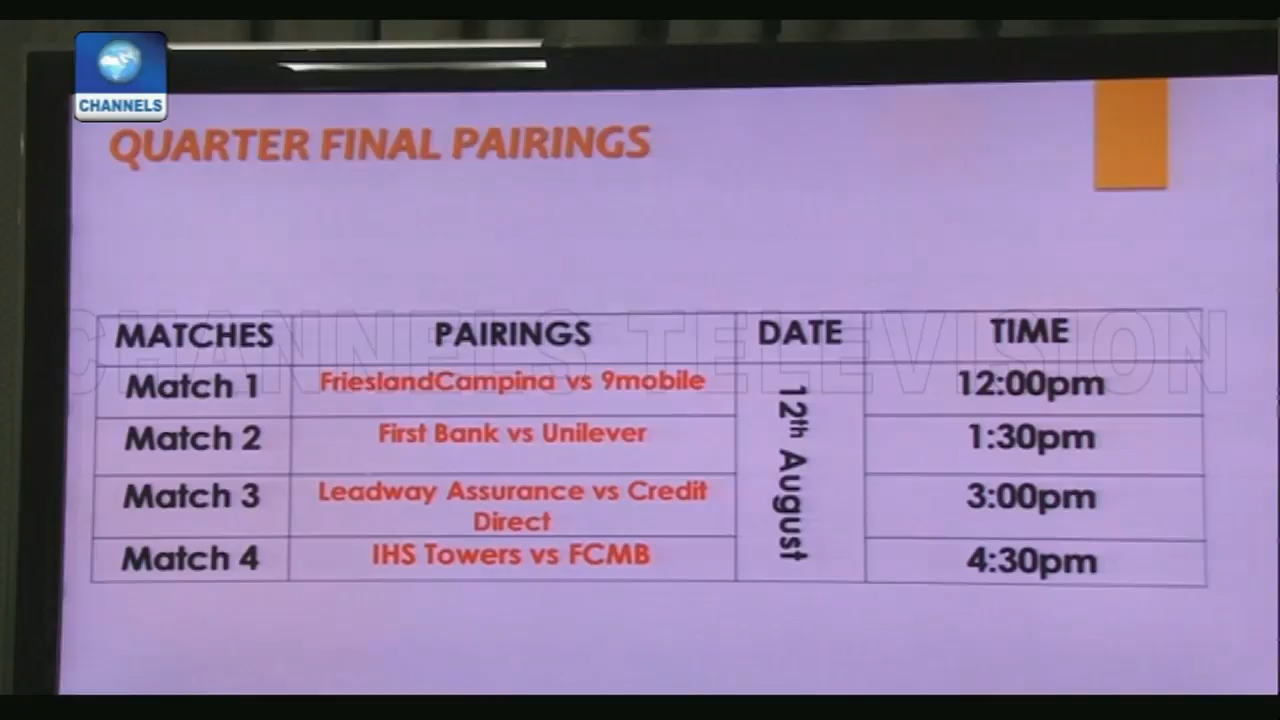 CHANNELS
QUARTER FINAL PAIRINGS
CHANNELS TELEVISION
MATCHES PAIRINGS DATE TIME
Match 1 FrieslandCampina vs 9mobile 12th August 12:00pm
Match 2 First Bank vs Unilever 1:30pm
Match 3 Leadway Assurance vs Credit Direct 3:00pm
Match 4 IHS Towers vs FCMB 4:30pm